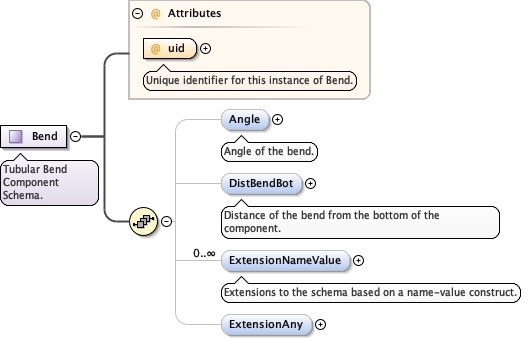 @ Attributes
@ uid
Unique identifier for this instance of Bend.
Bend
Tubular Bend
Component
Schema.
Angle
Angle of the bend.
DistBendBot
Distance of the bend from the bottom of the
component.
0..∞
ExtensionNameValue
Extensions to the schema based on a name-value construct.
ExtensionAny